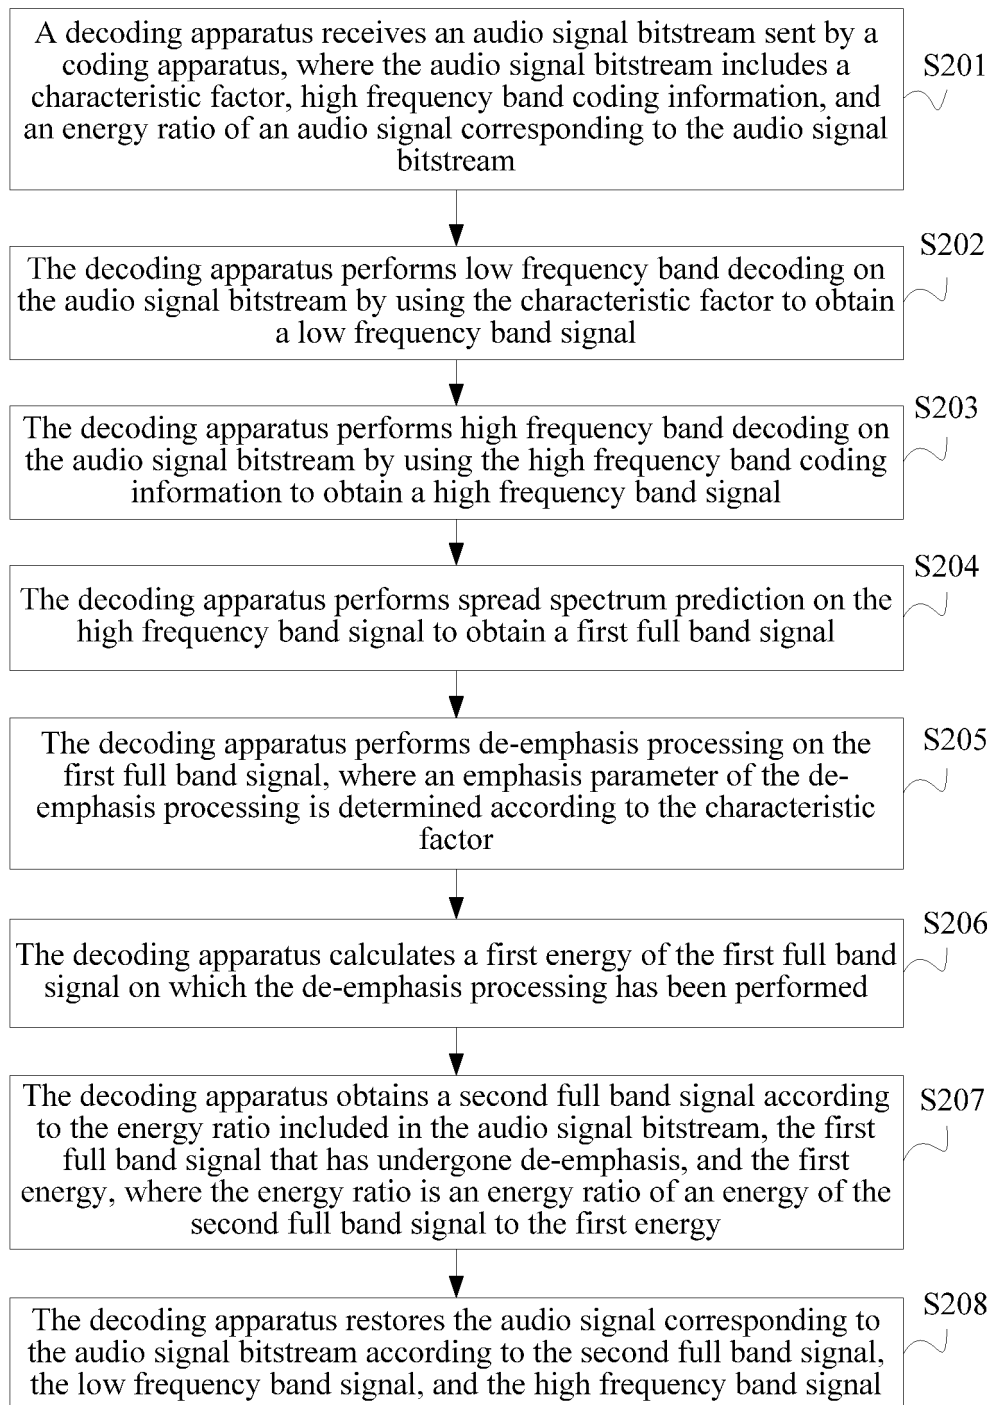 A decoding apparatus receives an audio signal bitstream sent by a
coding apparatus, where the audio signal bitstream includes a
characteristic factor, high frequency band coding information, and
an energy ratio of an audio signal corresponding to the audio signal
bitstream
S201
The decoding apparatus performs low frequency band decoding on
the audio signal bitstream by using the characteristic factor to obtain
a low frequency band signal
S202
The decoding apparatus performs high frequency band decoding on
the audio signal bitstream by using the high frequency band coding
information to obtain a high frequency band signal
S203
The decoding apparatus performs spread spectrum prediction on the
high frequency band signal to obtain a first full band signal
S204
The decoding apparatus performs de-emphasis processing on the
first full band signal, where an emphasis parameter of the de-
emphasis processing is determined according to the characteristic
factor
S205
The decoding apparatus calculates a first energy of the first full band
signal on which the de-emphasis processing has been performed
S206
The decoding apparatus obtains a second full band signal according
to the energy ratio included in the audio signal bitstream, the first
full band signal that has undergone de-emphasis, and the first
energy, where the energy ratio is an energy ratio of an energy of the
second full band signal to the first energy
S207
The decoding apparatus restores the audio signal corresponding to
the audio signal bitstream according to the second full band signal,
the low frequency band signal, and the high frequency band signal
S208